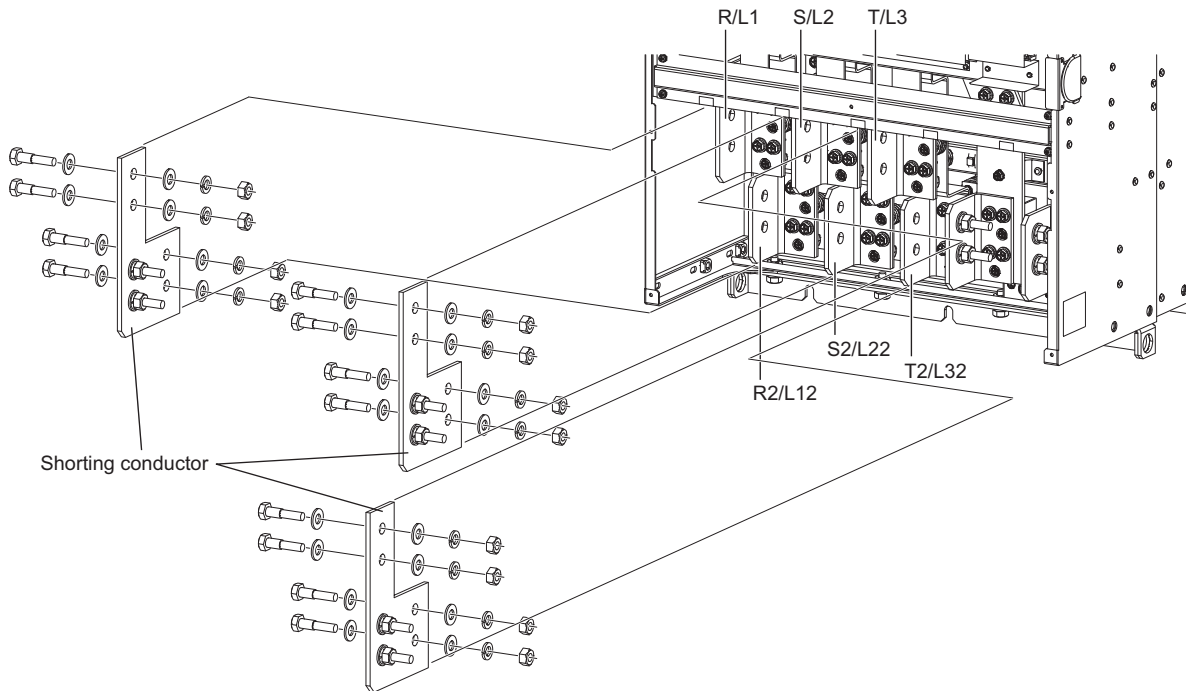 R/L1 S/L2 T/L3
S2/L22
T2/L32
R2/L12
Shorting conductor